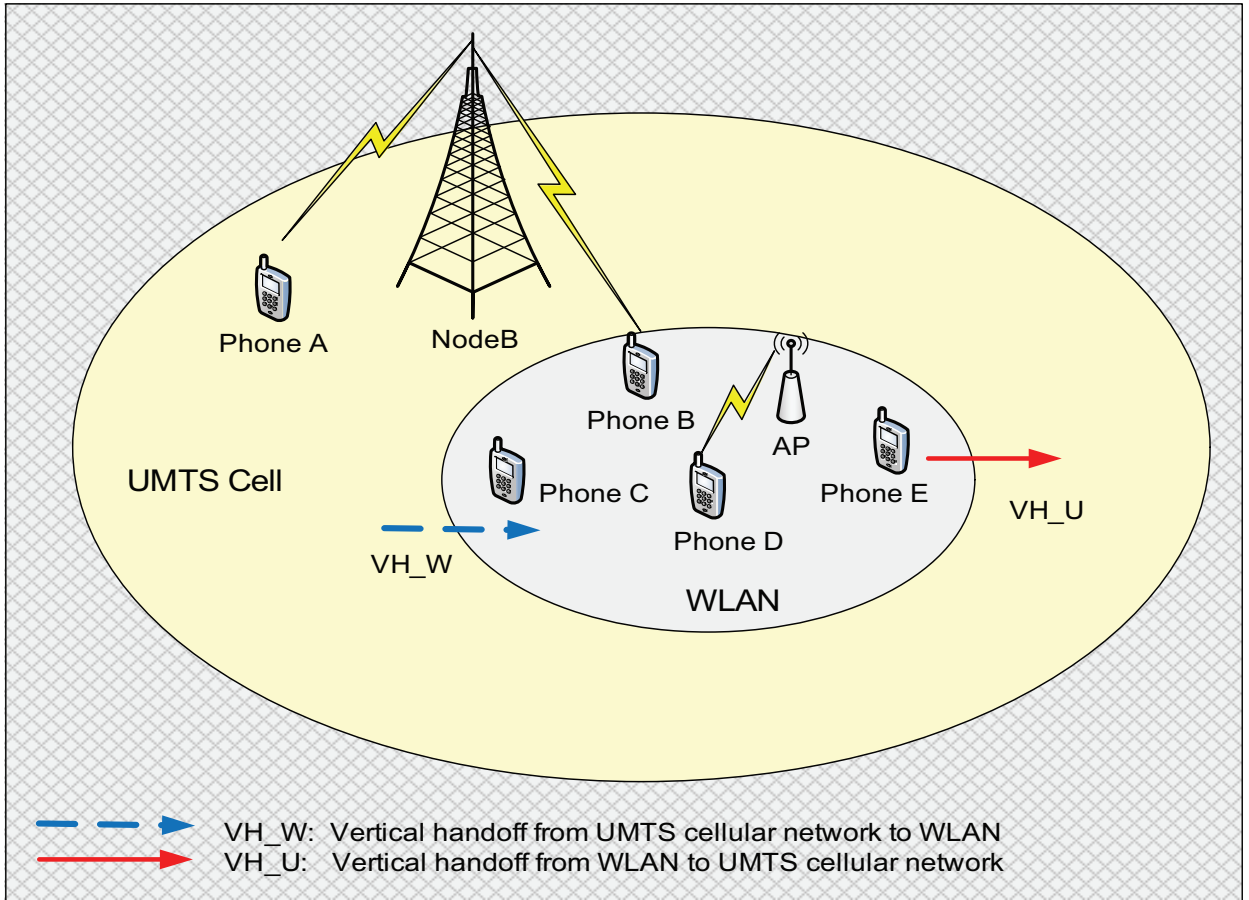 Phone A
NodeB
Phone B
AP
UMTS Cell
Phone C
Phone E
VH_U
Phone D
VH_W
WLAN
VH_W: Vertical handoff from UMTS cellular network to WLAN
VH_U: Vertical handoff from WLAN to UMTS cellular network